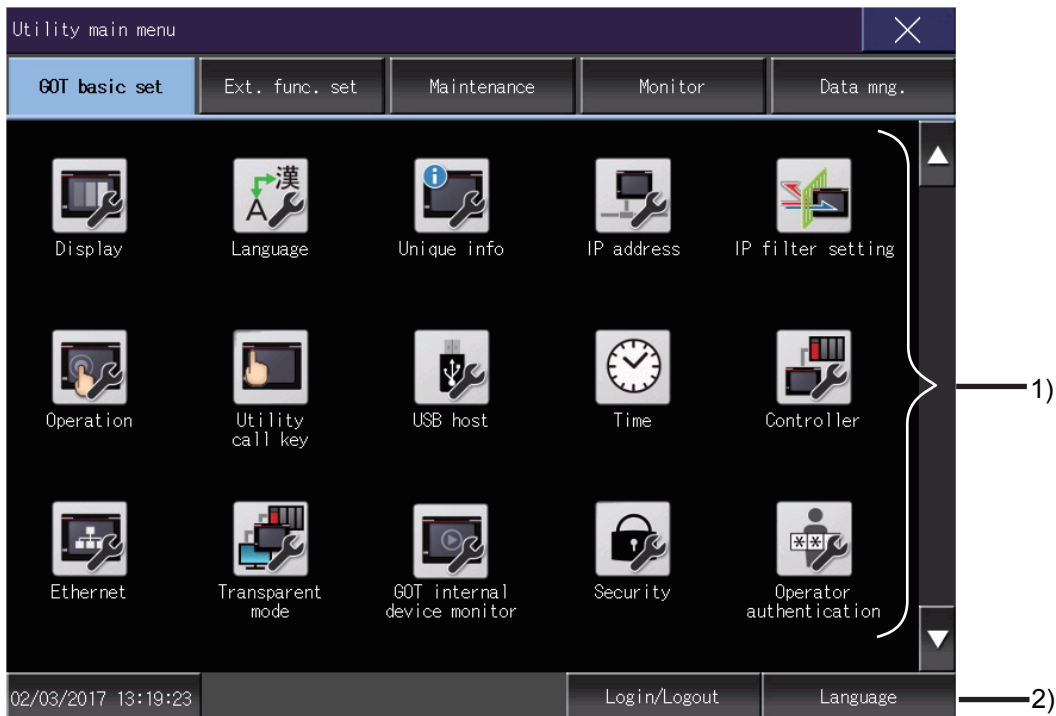 Utility main menu
GOT basic set
Ext. func. set
Maintenance
Monitor
Data mng.
漢
A
i
Display
Language
Unique info
IP address
IP filter setting
Operation
Utility
call key
USB host
Time
Controller
1)
**
Ethernet
Transparent
mode
GOT internal
device monitor
Security
Operator
authentication
02/03/2017 13:19:23
Login/Logout
Language
2)